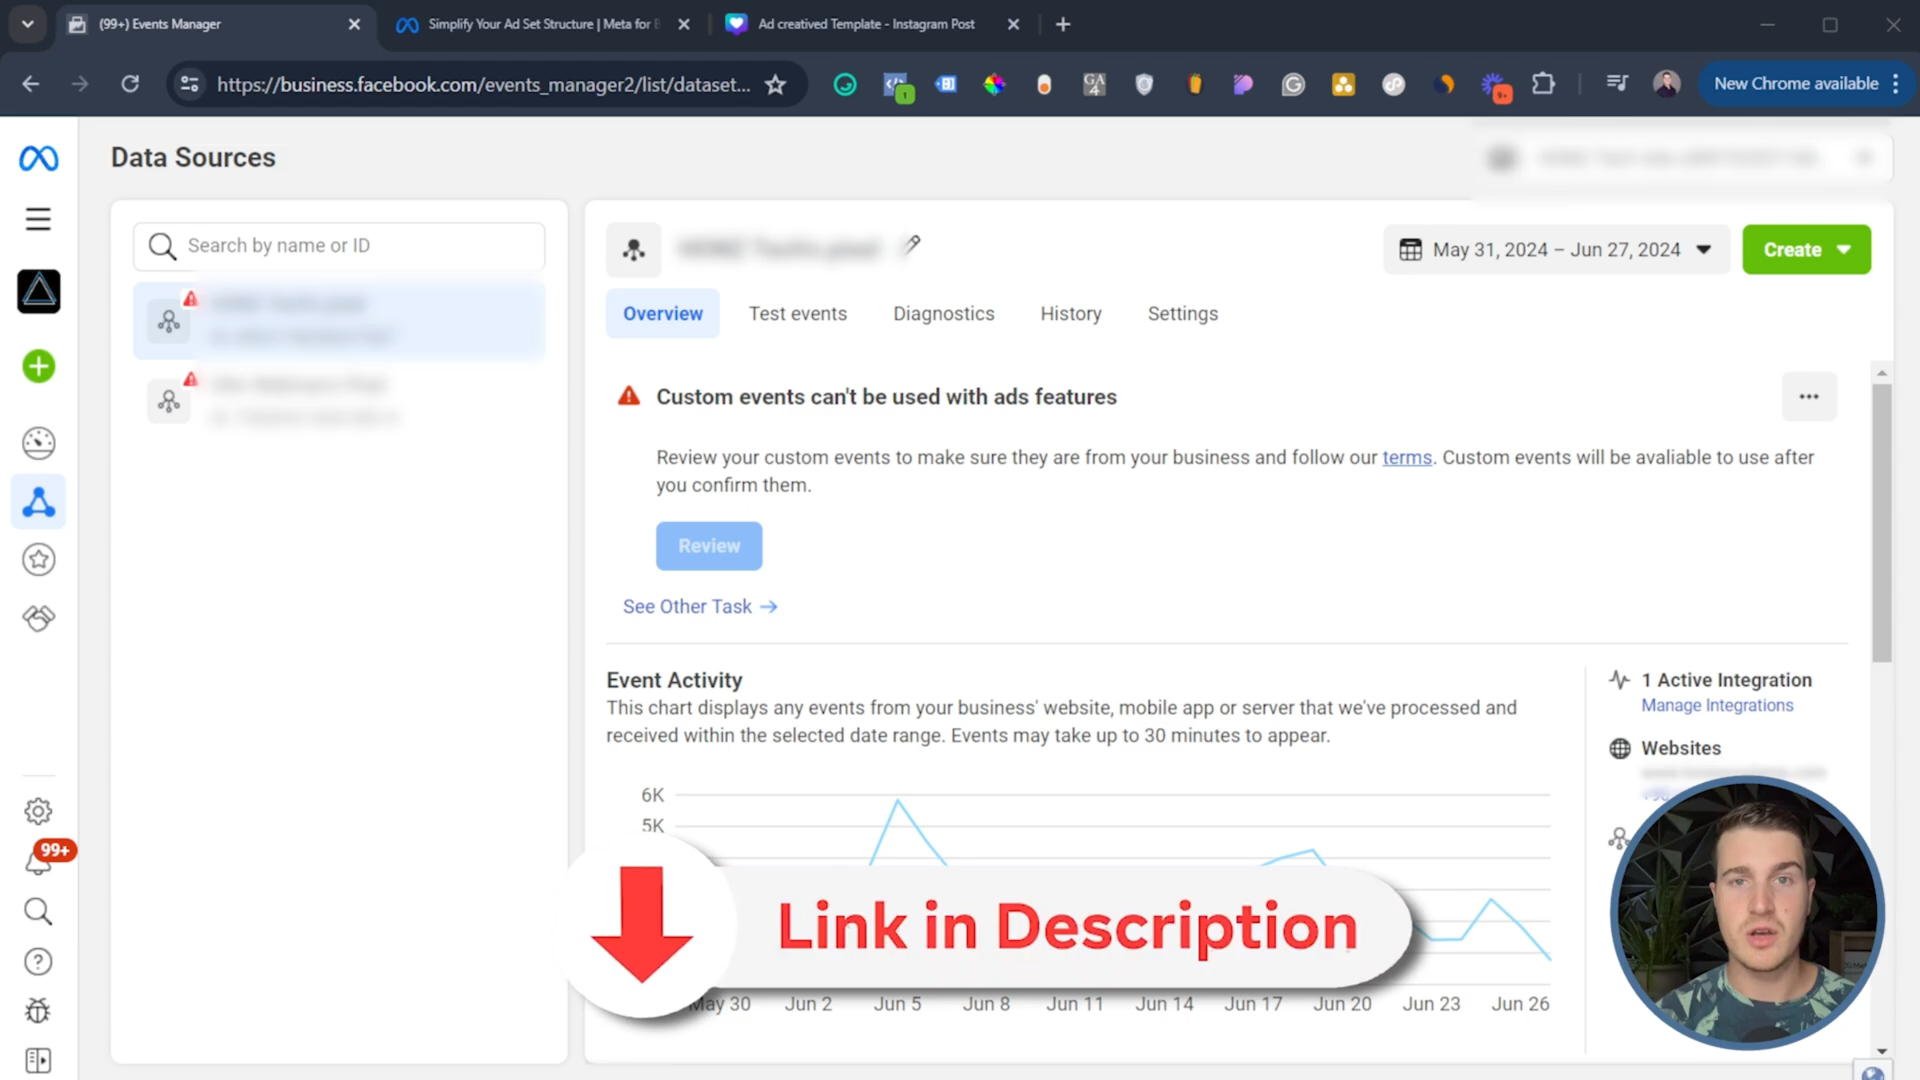 (99+) Events Manager
Simplify Your Ad Set Structure | Meta for B
Ad creatived Template - Instagram Post
https://business.facebook.com/events_manager2/list/dataset...
GA
4
1
9+
New Chrome available
Data Sources
Search by name or ID
May 31, 2024 – Jun 27, 2024
Create
Overview
Test events
Diagnostics
History
Settings
Custom events can't be used with ads features
Review your custom events to make sure they are from your business and follow our terms. Custom events will be avaliable to use after
you confirm them.
Review
See Other Task
Event Activity
This chart displays any events from your business' website, mobile app or server that we've processed and
received within the selected date range. Events may take up to 30 minutes to appear.
1 Active Integration
Manage Integrations
Websites
6K
5K
99+
Link in Description
May 30
Jun 2
Jun 5
Jun 8
Jun 11
Jun 14
Jun 17
Jun 20
Jun 23
Jun 26